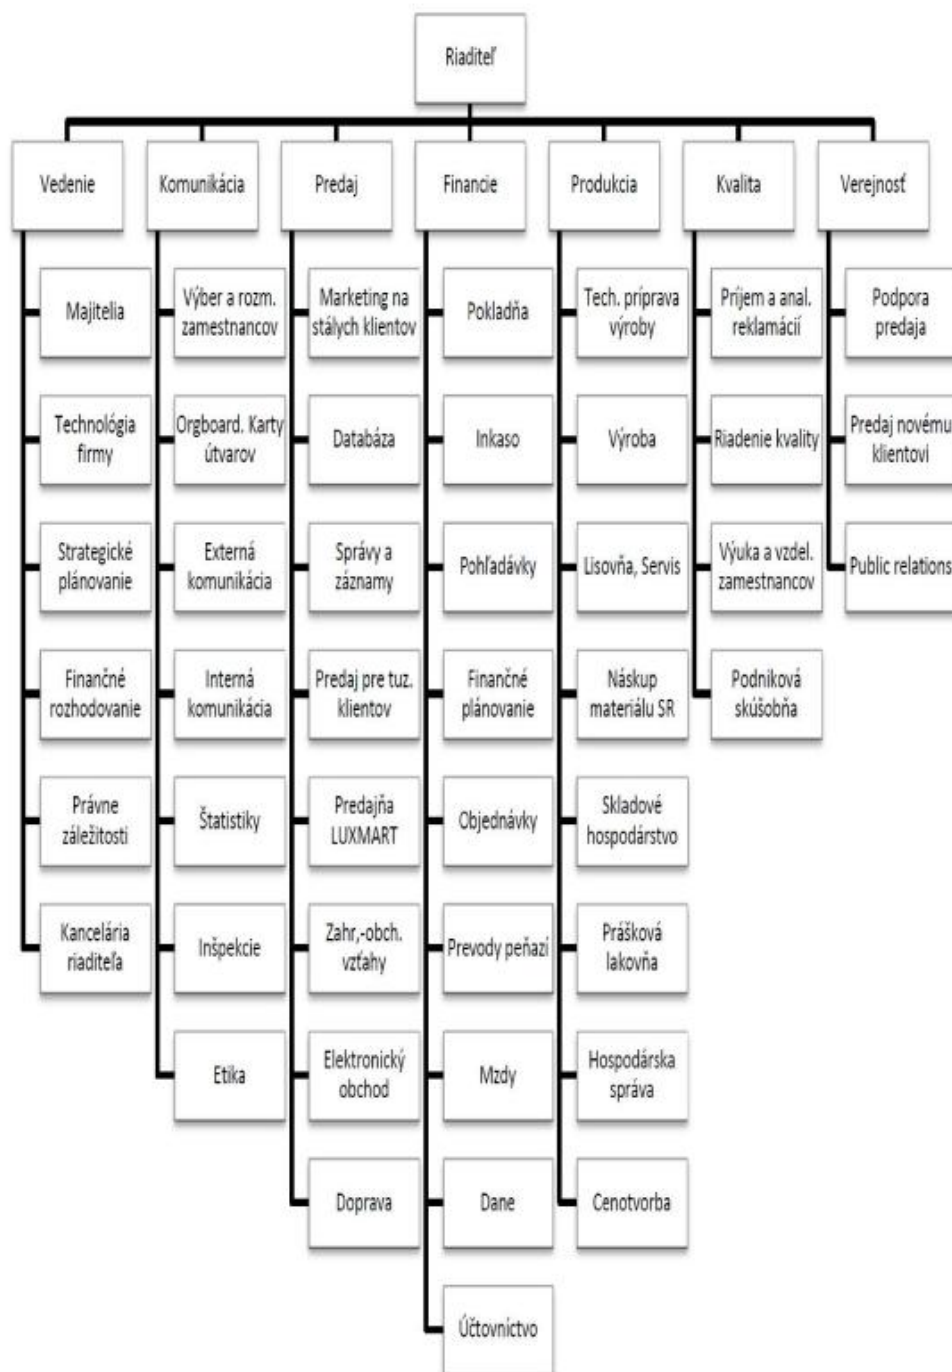 Riaditeľ
Vedenie
Komunikácia
Predaj
Financie
Produkcia
Kvalita
Verejnosť
Majitelia
Technológia
firmy
Strategické
plánovanie
Finančné
rozhodovanie
Právne
záležitosti
Kancelária
riaditeľa
Výber a rozm.
zamestnancov
Orgboard. Karty
útvarov
Externá
komunikácia
Interná
komunikácia
Štatistiky
Inšpekcie
Etika
Marketing na
stálych klientov
Databáza
Správy a
záznamy
Predaj pre tuz.
klientov
Predajňa
LUXMART
Zahr,-obch.
vzťahy
Elektronický
obchod
Doprava
Pokladňa
Inkaso
Pohľadávky
Finančné
plánovanie
Objednávky
Prevody peňazí
Mzdy
Dane
Účtovníctvo
Tech. príprava
výroby
Výroba
Lisovňa, Servis
Náskup
materiálu SR
Skladové
hospodárstvo
Prášková
lakovňa
Hospodárska
správa
Cenotvorba
Príjem a anal.
reklamácií
Riadenie kvality
Výuka a vzdel.
zamestnancov
Podniková
skúšobňa
Podpora
predaja
Predaj novému
klientovi
Public relations